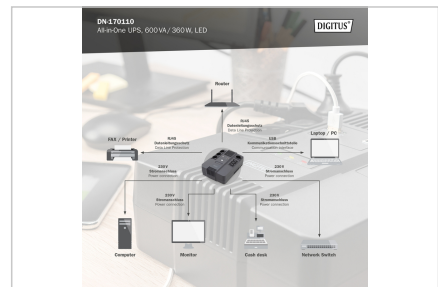 DN-170110
All-in-One UPS, 600VA/360W, LED
DIGITUS®
Router
RJ45
Datenleitungsschutz
Data Line Protection
FAX / Printer
RJ45
Datenleitungsschutz
Data Line Protection
USB
Kommunikationsschnittstelle
Communication interface
Laptop / PC
230V
Stromanschluss
Power connection
230V
Stromanschluss
Power connection
230V
Stromanschluss
Power connection
230V
Stromanschluss
Power connection
Computer
Monitor
Cash desk
Network Switch